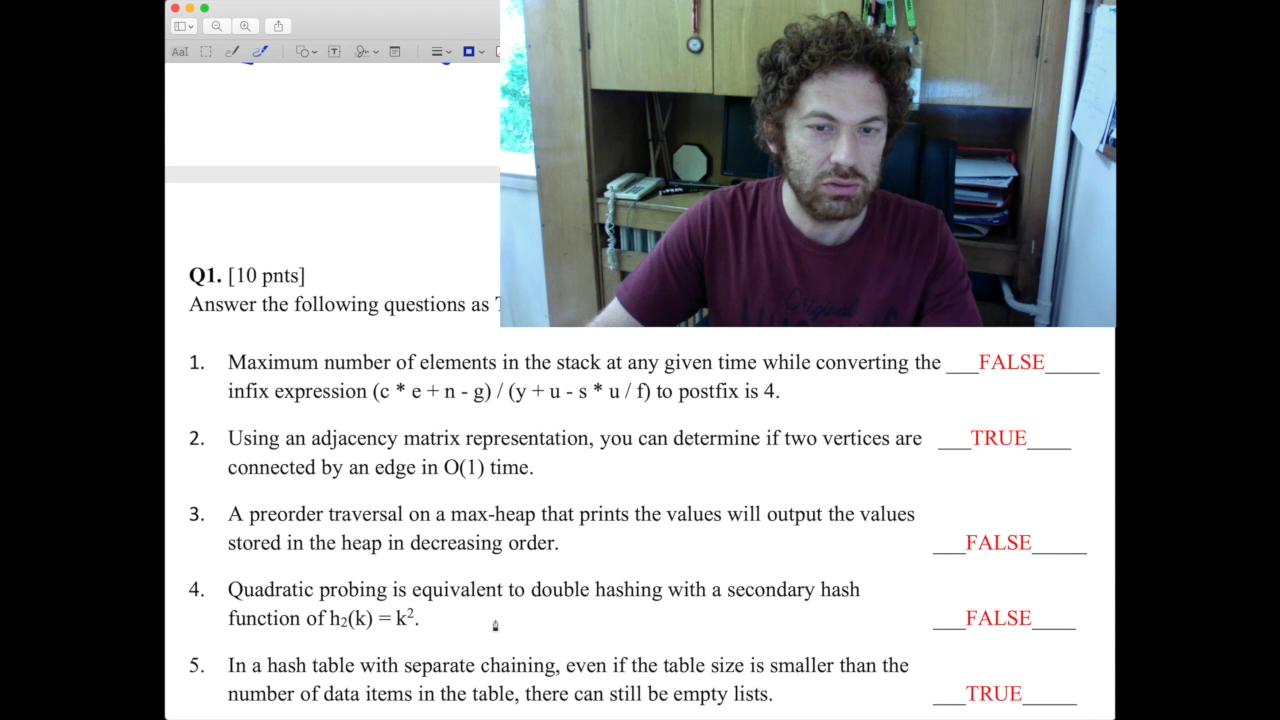 Q1. [10 pnts]
Answer the following questions as
1. Maximum number of elements in the stack at any given time while converting the ___FALSE_____
infix expression (c * e + n - g) / (y + u - s * u / f) to postfix is 4.
2. Using an adjacency matrix representation, you can determine if two vertices are ___TRUE____
connected by an edge in O(1) time.
3. A preorder traversal on a max-heap that prints the values will output the values
stored in the heap in decreasing order. ___FALSE_____
4. Quadratic probing is equivalent to double hashing with a secondary hash
function of h₂(k) = k². ___FALSE____
5. In a hash table with separate chaining, even if the table size is smaller than the
number of data items in the table, there can still be empty lists. ___TRUE_____
Original